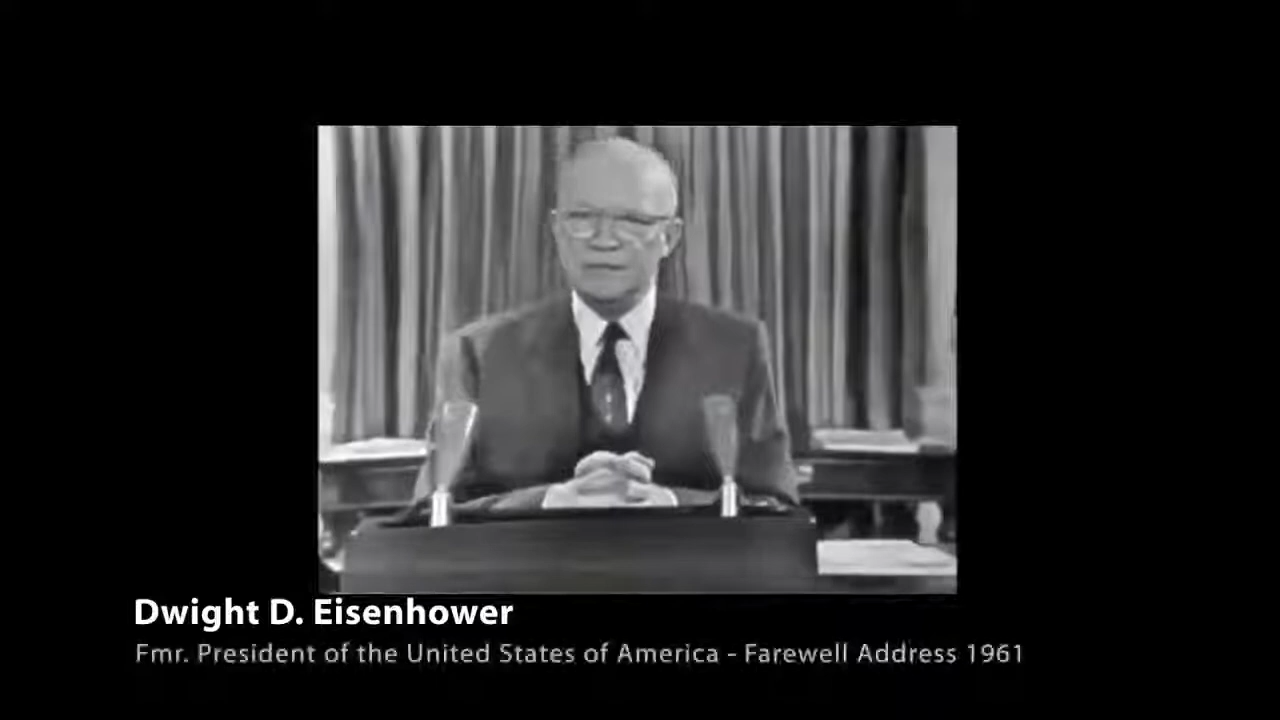 Dwight D. Eisenhower
Fmr. President of the United States of America - Farewell Address 1961